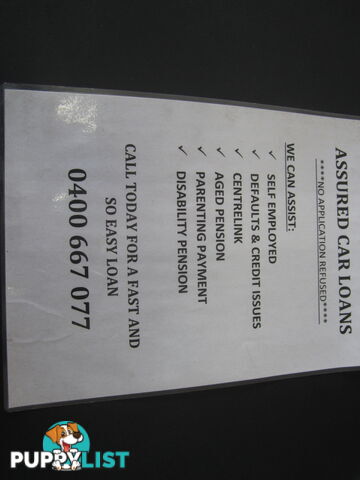 ASSURED CAR LOANS
****NO APPLICATION REFUSED****
WE CAN ASSIST:
✓ SELF EMPLOYED
✓ DEFAULTS & CREDIT ISSUES
✓ CENTRELINK
✓ AGED PENSION
✓ PARENTING PAYMENT
✓ DISABILITY PENSION
CALL TODAY FOR A FAST AND
SO EASY LOAN
0400 667 077
PUPPYLIST